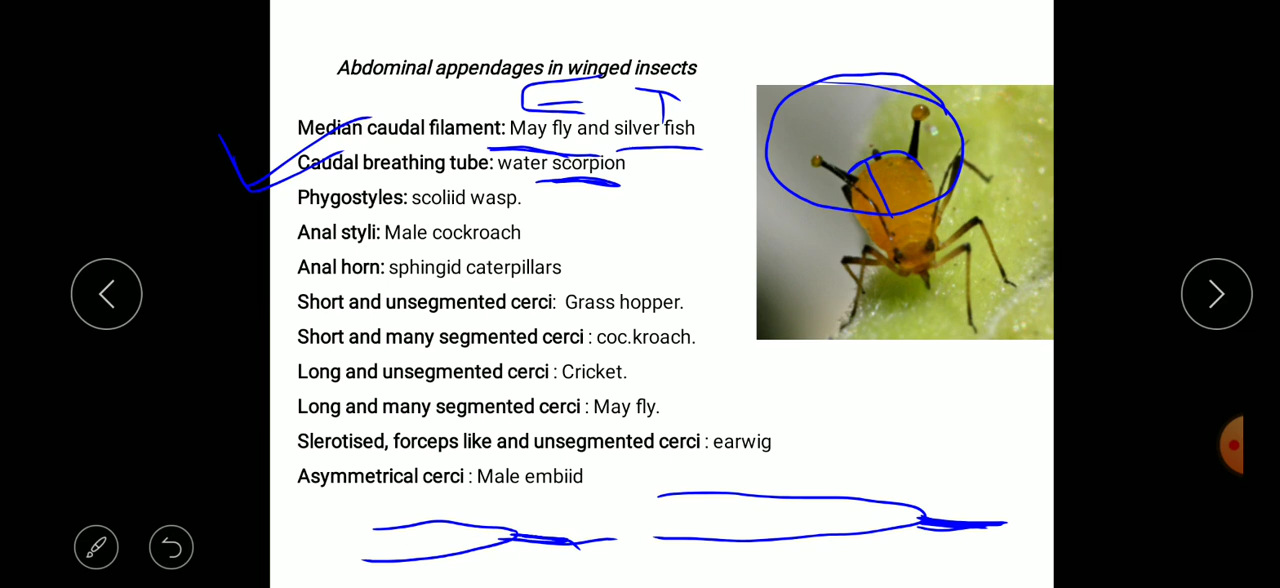 Abdominal appendages in winged insects
Median caudal filament: May fly and silver fish
Caudal breathing tube: water scorpion
Phygostyles: scoliid wasp.
Anal styli: Male cockroach
Anal horn: sphingid caterpillars
Short and unsegmented cerci: Grass hopper.
Short and many segmented cerci : coc.kroach.
Long and unsegmented cerci : Cricket.
Long and many segmented cerci : May fly.
Slerotised, forceps like and unsegmented cerci : earwig
Asymmetrical cerci : Male embiid